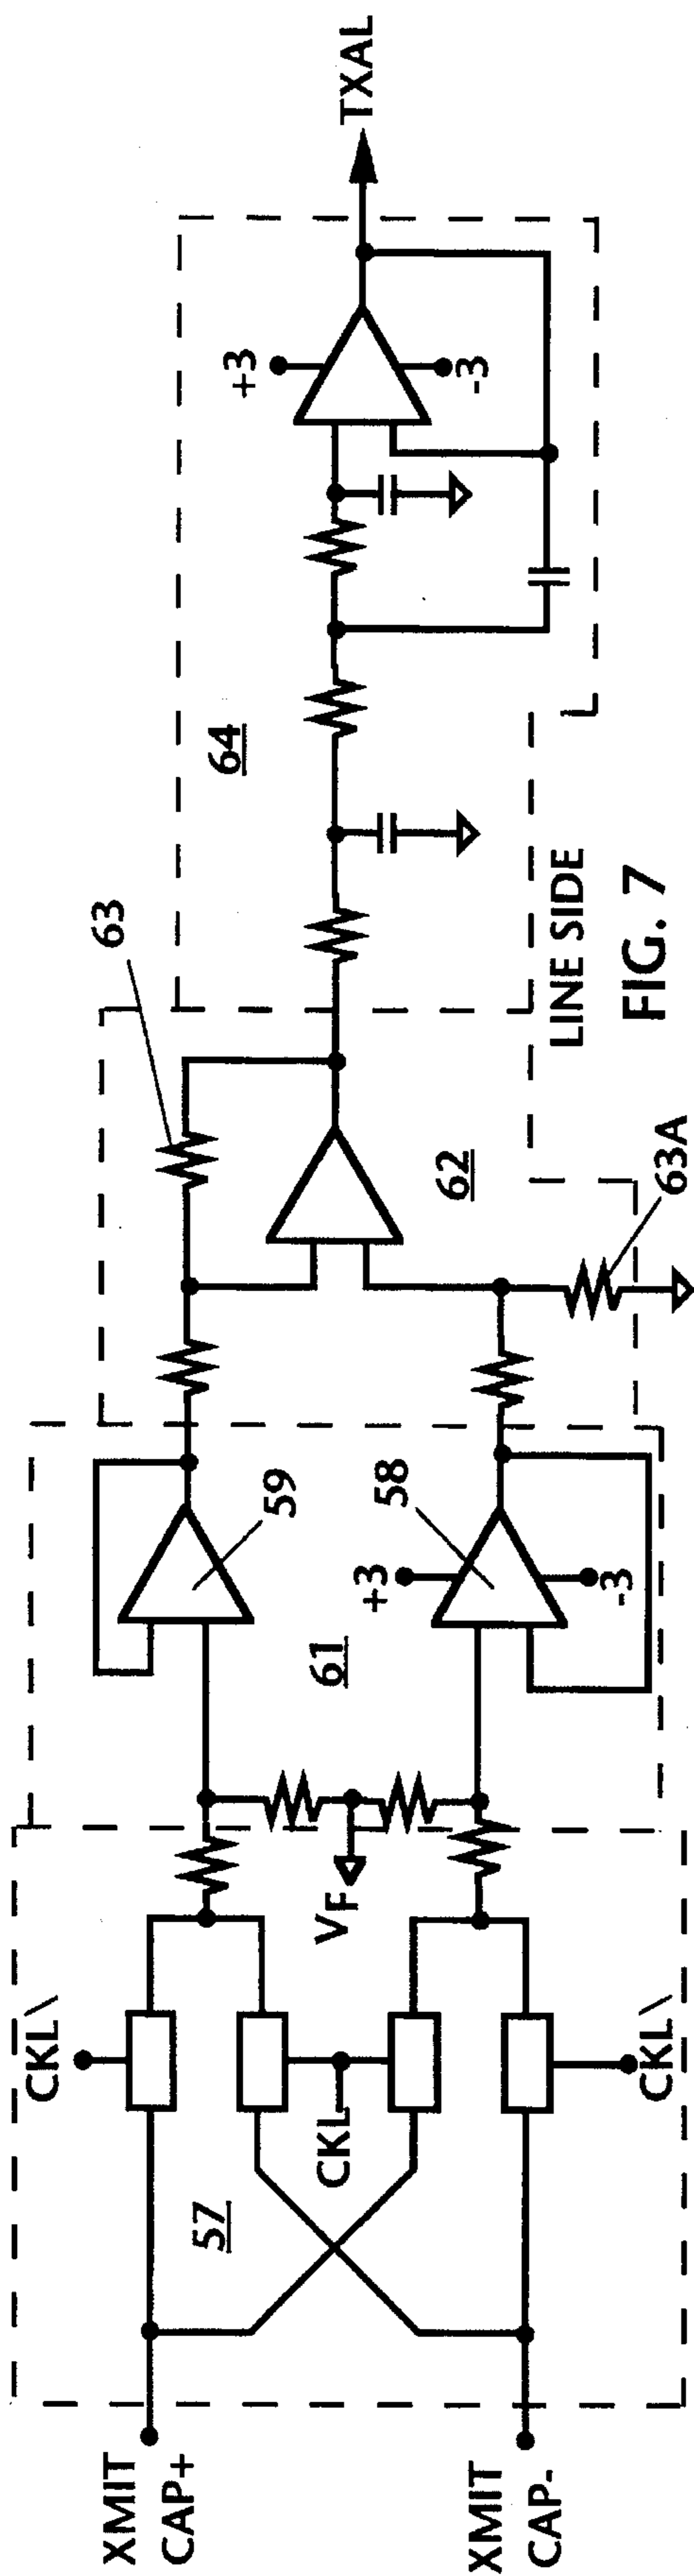 XMIT
CAP+
XMIT
CAP-
CKL\
57
CKL
CKL\
VF
61
59
58
+3
-3
63
62
63A
64
+3
-3
TXAL
LINE SIDE
FIG. 7